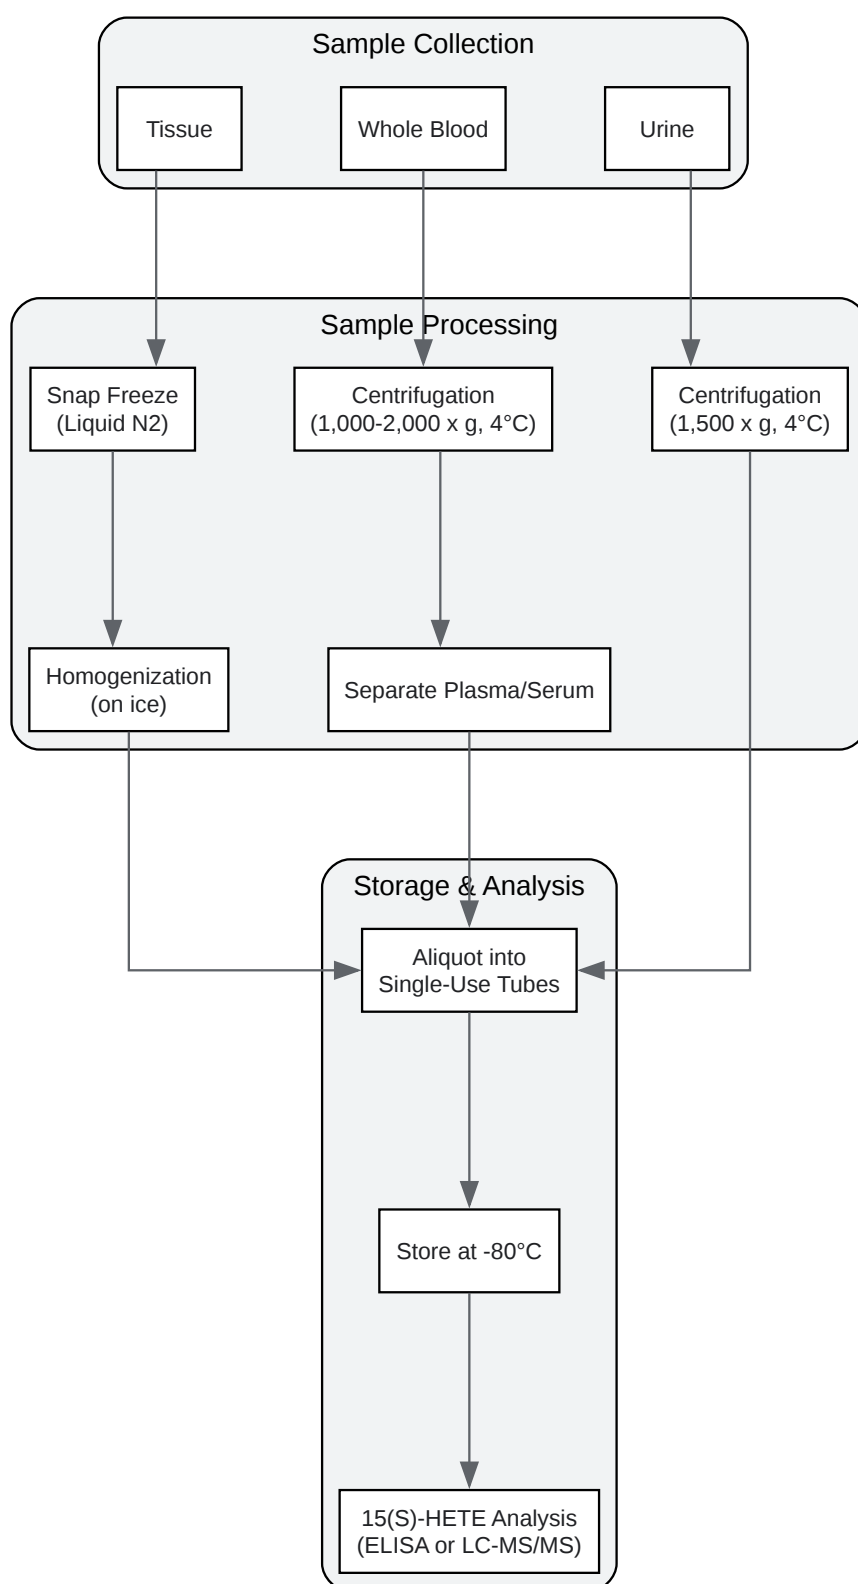 Sample Collection
Tissue
Whole Blood
Urine
Sample Processing
Snap Freeze
(Liquid N2)
Centrifugation
(1,000-2,000 x g, 4°C)
Centrifugation
(1,500 x g, 4°C)
Homogenization
(on ice)
Separate Plasma/Serum
Storage & Analysis
Aliquot into
Single-Use Tubes
Store at -80°C
15(S)-HETE Analysis
(ELISA or LC-MS/MS)